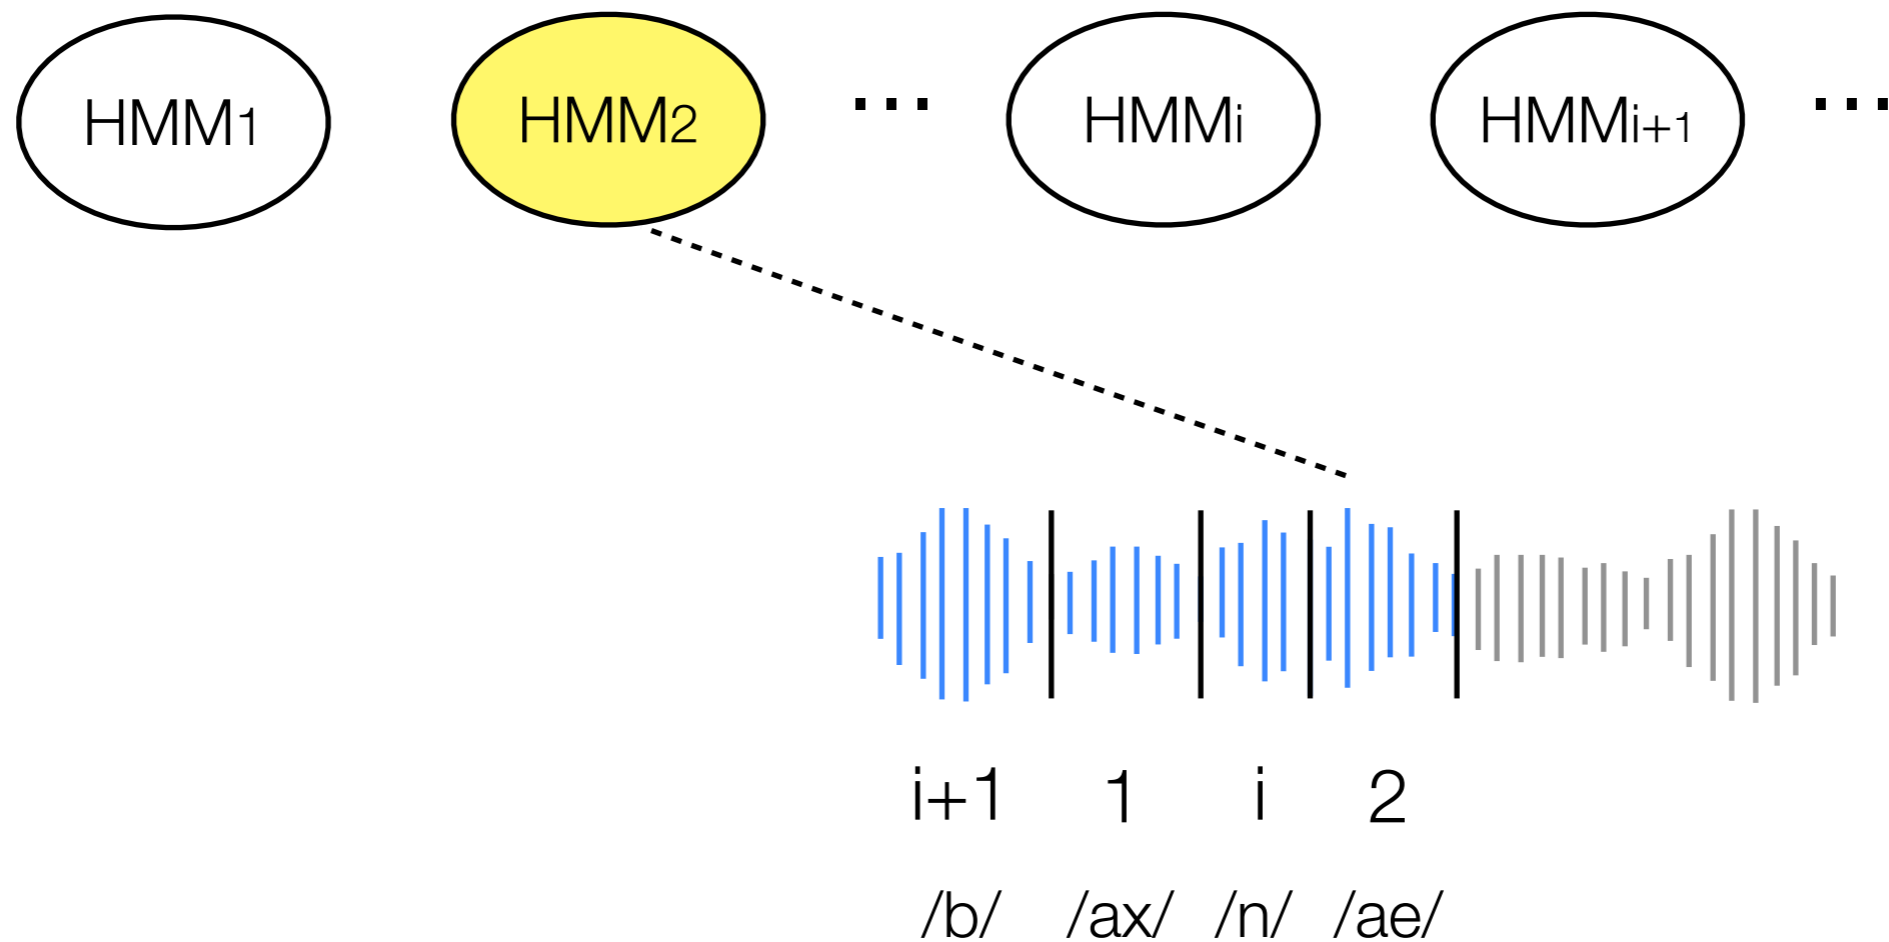 HMM1 HMM2 ... HMMi HMMi+1 ...
i+1 1 i 2
/b/ /ax/ /n/ /ae/